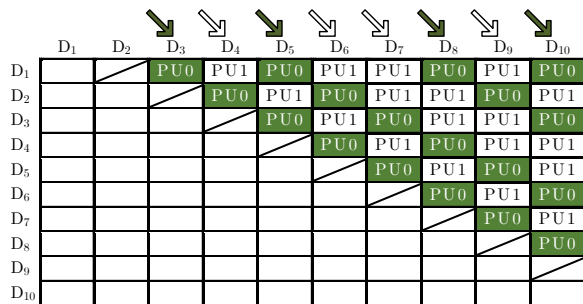 D1 D2 D3 D4 D5 D6 D7 D8 D9 D10
D1 PU0 PU1 PU0 PU1 PU1 PU0 PU1 PU0
D2 PU0 PU1 PU0 PU1 PU1 PU0 PU1
D3 PU0 PU1 PU0 PU1 PU1 PU0
D4 PU0 PU1 PU0 PU1 PU1
D5 PU0 PU1 PU0 PU1
D6 PU0 PU1 PU0
D7 PU0 PU1
D8 PU0
D9
D10